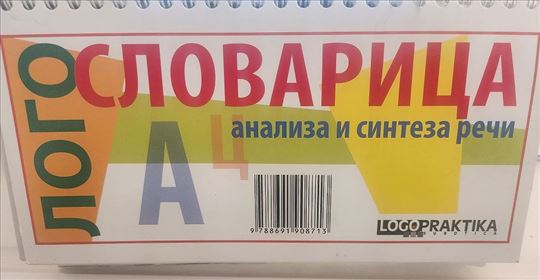 ЛОГО
СЛОВАРИЦА
анализа и синтеза речи
А
Ц
9 788691 908713
LOGOPRAKTIKA